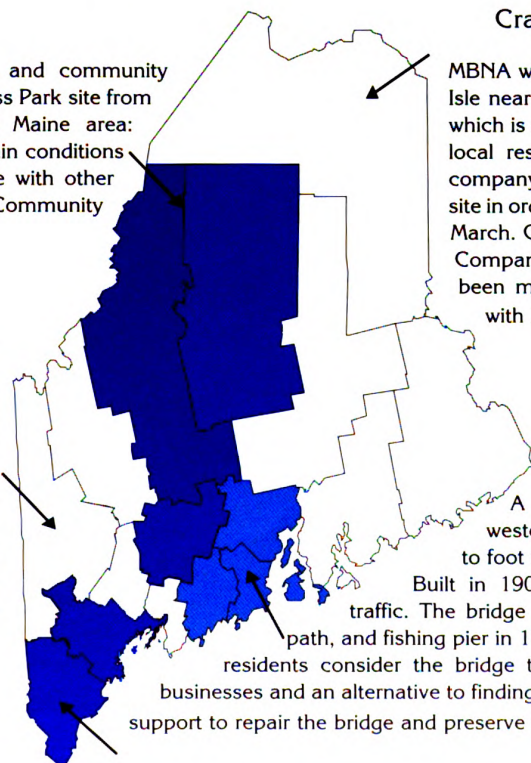 and community
ss Park site from
Maine area:
in conditions
e with other
Community
Cra
MBNA w
Isle near
which is
local res
company
site in ord
March. C
Compan
been m
with
A
weste
to foot
Built in 190
traffic. The bridge
path, and fishing pier in 1
residents consider the bridge t
businesses and an alternative to finding
support to repair the bridge and preserve